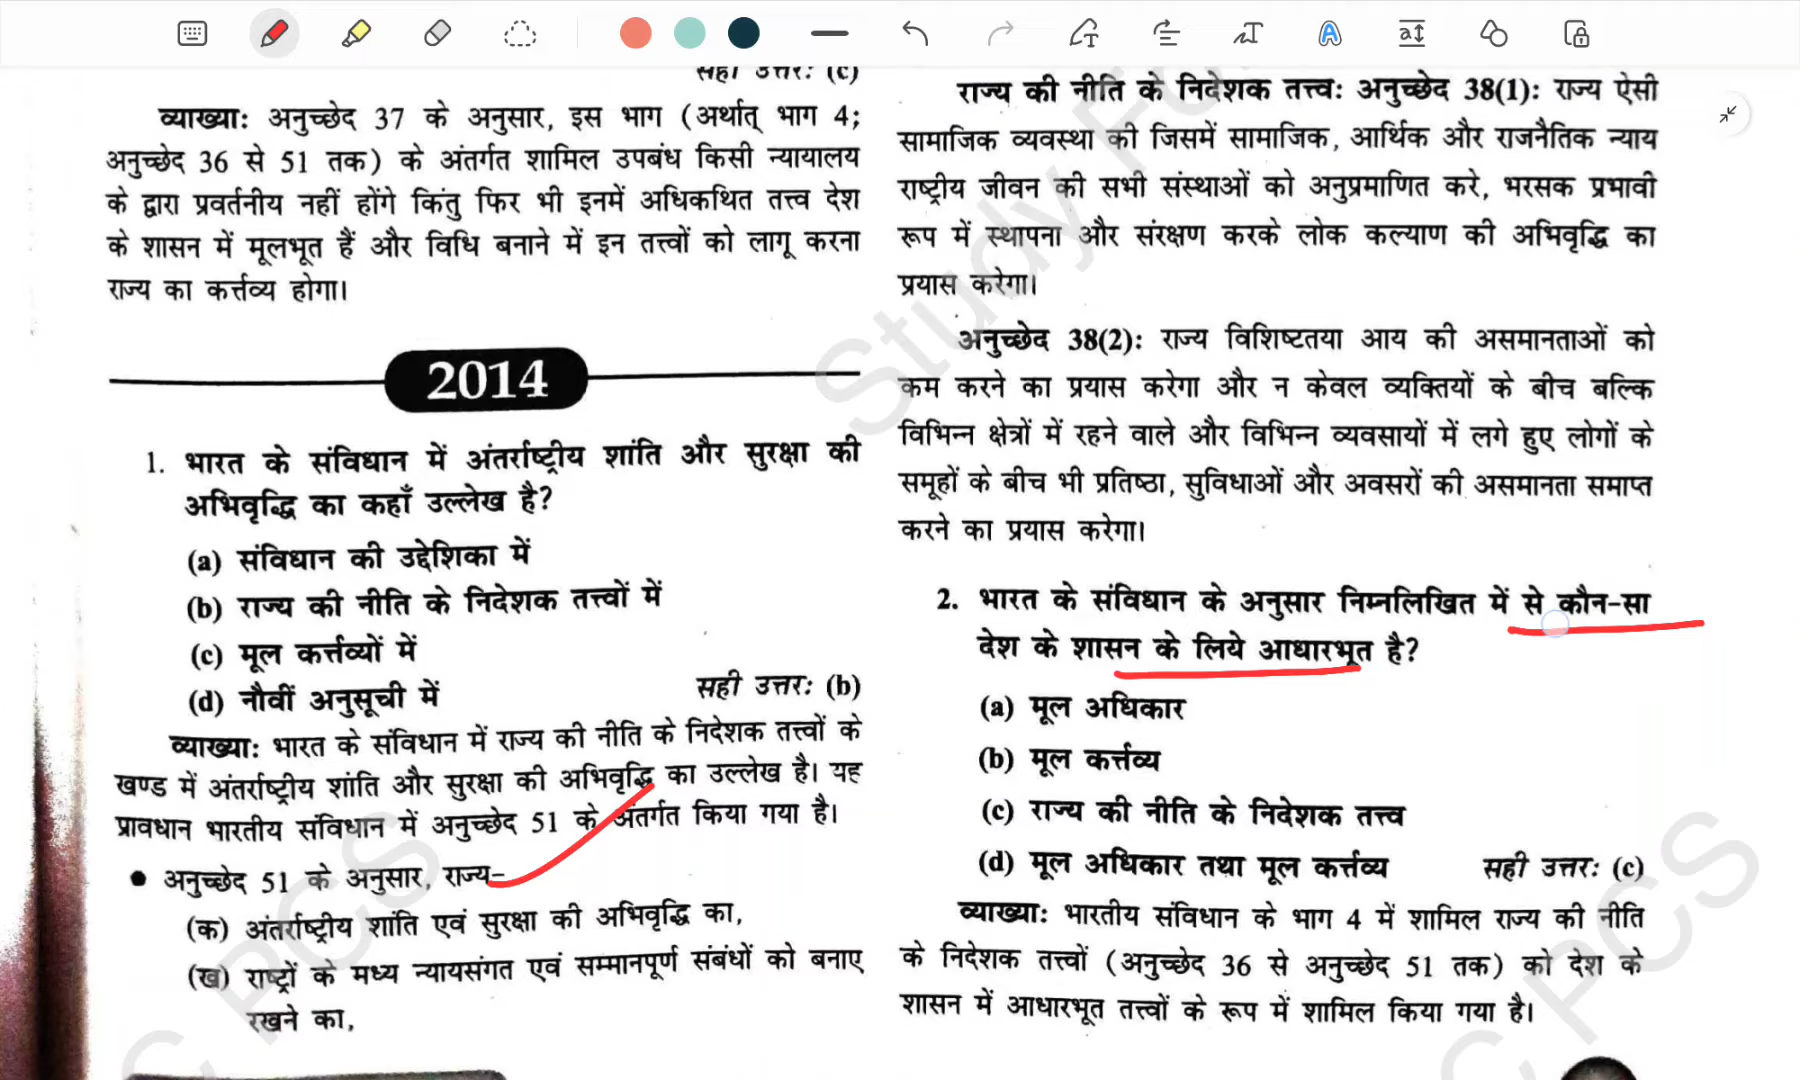 सही उत्तर: (c)
व्याख्या: अनुच्छेद 37 के अनुसार, इस भाग (अर्थात् भाग 4;
अनुच्छेद 36 से 51 तक) के अंतर्गत शामिल उपबंध किसी न्यायालय
के द्वारा प्रवर्तनीय नहीं होंगे किंतु फिर भी इनमें अधिकथित तत्त्व देश
के शासन में मूलभूत हैं और विधि बनाने में इन तत्त्वों को लागू करना
राज्य का कर्त्तव्य होगा।
2014
1. भारत के संविधान में अंतर्राष्ट्रीय शांति और सुरक्षा की
अभिवृद्धि का कहाँ उल्लेख है?
(a) संविधान की उद्देशिका में
(b) राज्य की नीति के निदेशक तत्त्वों में
(c) मूल कर्त्तव्यों में
(d) नौवीं अनुसूची में
सही उत्तर: (b)
व्याख्या: भारत के संविधान में राज्य की नीति के निदेशक तत्त्वों के
खण्ड में अंतर्राष्ट्रीय शांति और सुरक्षा की अभिवृद्धि का उल्लेख है। यह
प्रावधान भारतीय संविधान में अनुच्छेद 51 के अंतर्गत किया गया है।
● अनुच्छेद 51 के अनुसार, राज्य-
(क) अंतर्राष्ट्रीय शांति एवं सुरक्षा की अभिवृद्धि का,
(ख) राष्ट्रों के मध्य न्यायसंगत एवं सम्मानपूर्ण संबंधों को बनाए
रखने का,
राज्य की नीति के निदेशक तत्त्व: अनुच्छेद 38(1): राज्य ऐसी
सामाजिक व्यवस्था की जिसमें सामाजिक, आर्थिक और राजनैतिक न्याय
राष्ट्रीय जीवन की सभी संस्थाओं को अनुप्रमाणित करे, भरसक प्रभावी
रूप में स्थापना और संरक्षण करके लोक कल्याण की अभिवृद्धि का
प्रयास करेगा।
अनुच्छेद 38(2): राज्य विशिष्टतया आय की असमानताओं को
कम करने का प्रयास करेगा और न केवल व्यक्तियों के बीच बल्कि
विभिन्न क्षेत्रों में रहने वाले और विभिन्न व्यवसायों में लगे हुए लोगों के
समूहों के बीच भी प्रतिष्ठा, सुविधाओं और अवसरों की असमानता समाप्त
करने का प्रयास करेगा।
2. भारत के संविधान के अनुसार निम्नलिखित में से कौन-सा
देश के शासन के लिये आधारभूत है?
(a) मूल अधिकार
(b) मूल कर्त्तव्य
(c) राज्य की नीति के निदेशक तत्त्व
(d) मूल अधिकार तथा मूल कर्त्तव्य
सही उत्तर: (c)
व्याख्या: भारतीय संविधान के भाग 4 में शामिल राज्य की नीति
के निदेशक तत्त्वों (अनुच्छेद 36 से अनुच्छेद 51 तक) को देश के
शासन में आधारभूत तत्त्वों के रूप में शामिल किया गया है।
Study For
PCS
C PCS